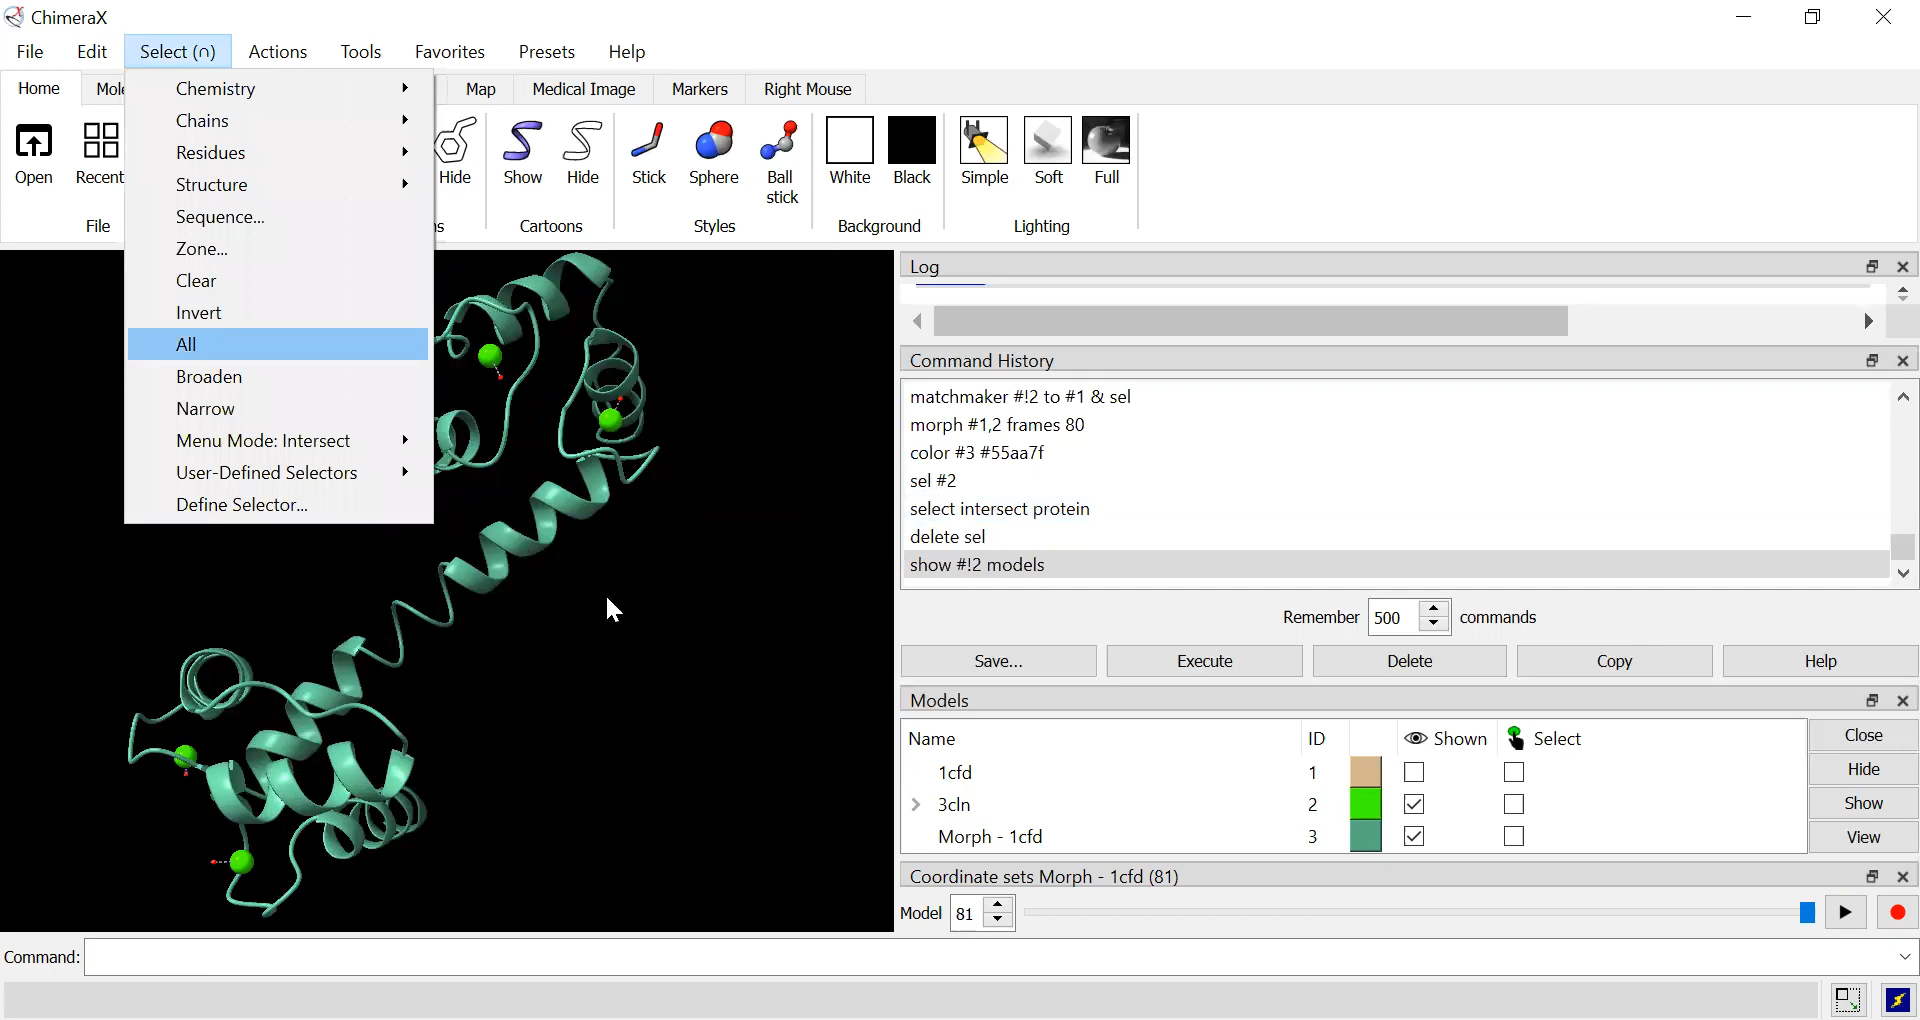 ChimeraX
File Edit Select (∩) Actions Tools Favorites Presets Help
Home Map Medical Image Markers Right Mouse
Chemistry
Chains
Residues
Structure
Sequence...
Zone...
Clear
Invert
All
Broaden
Narrow
Menu Mode: Intersect
User-Defined Selectors
Define Selector...
Open Recent Hide Show Hide Stick Sphere Ball stick White Black Simple Soft Full
File Cartoons Styles Background Lighting
Log
Command History
matchmaker #!2 to #1 & sel
morph #1,2 frames 80
color #3 #55aa7f
sel #2
select intersect protein
delete sel
show #!2 models
Remember 500 commands
Save... Execute Delete Copy Help
Models
Name ID Shown Select
1cfd 1
3cln 2
Morph - 1cfd 3
Close
Hide
Show
View
Coordinate sets Morph - 1cfd (81)
Model 81
Command: